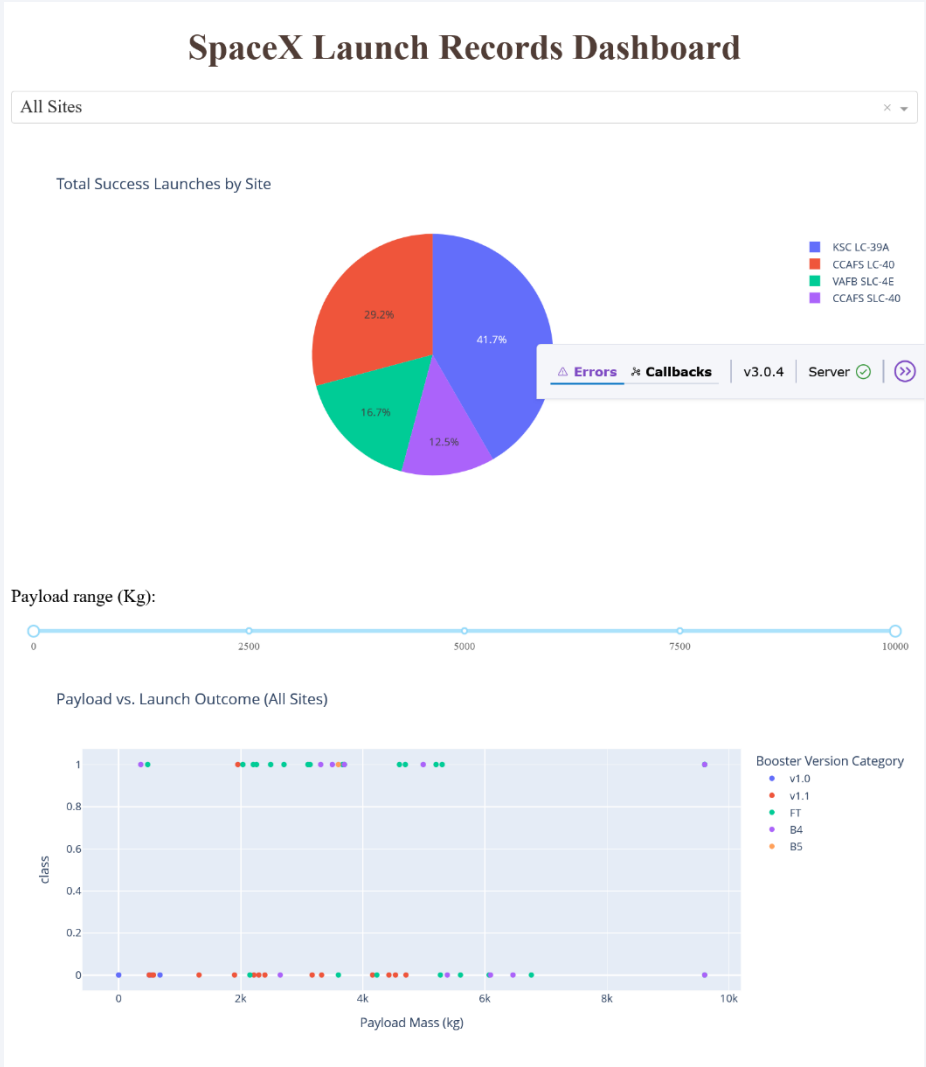 SpaceX Launch Records Dashboard
All Sites
×
Total Success Launches by Site
KSC LC-39A
CCAFS LC-40
VAFB SLC-4E
CCAFS SLC-40
29.2%
41.7%
16.7%
12.5%
Errors Callbacks v3.0.4 Server
Payload range (Kg):
0 2500 5000 7500 10000
Payload vs. Launch Outcome (All Sites)
Booster Version Category
v1.0
v1.1
FT
B4
B5
1
0.8
0.6
0.4
0.2
0
class
0 2k 4k 6k 8k 10k
Payload Mass (kg)